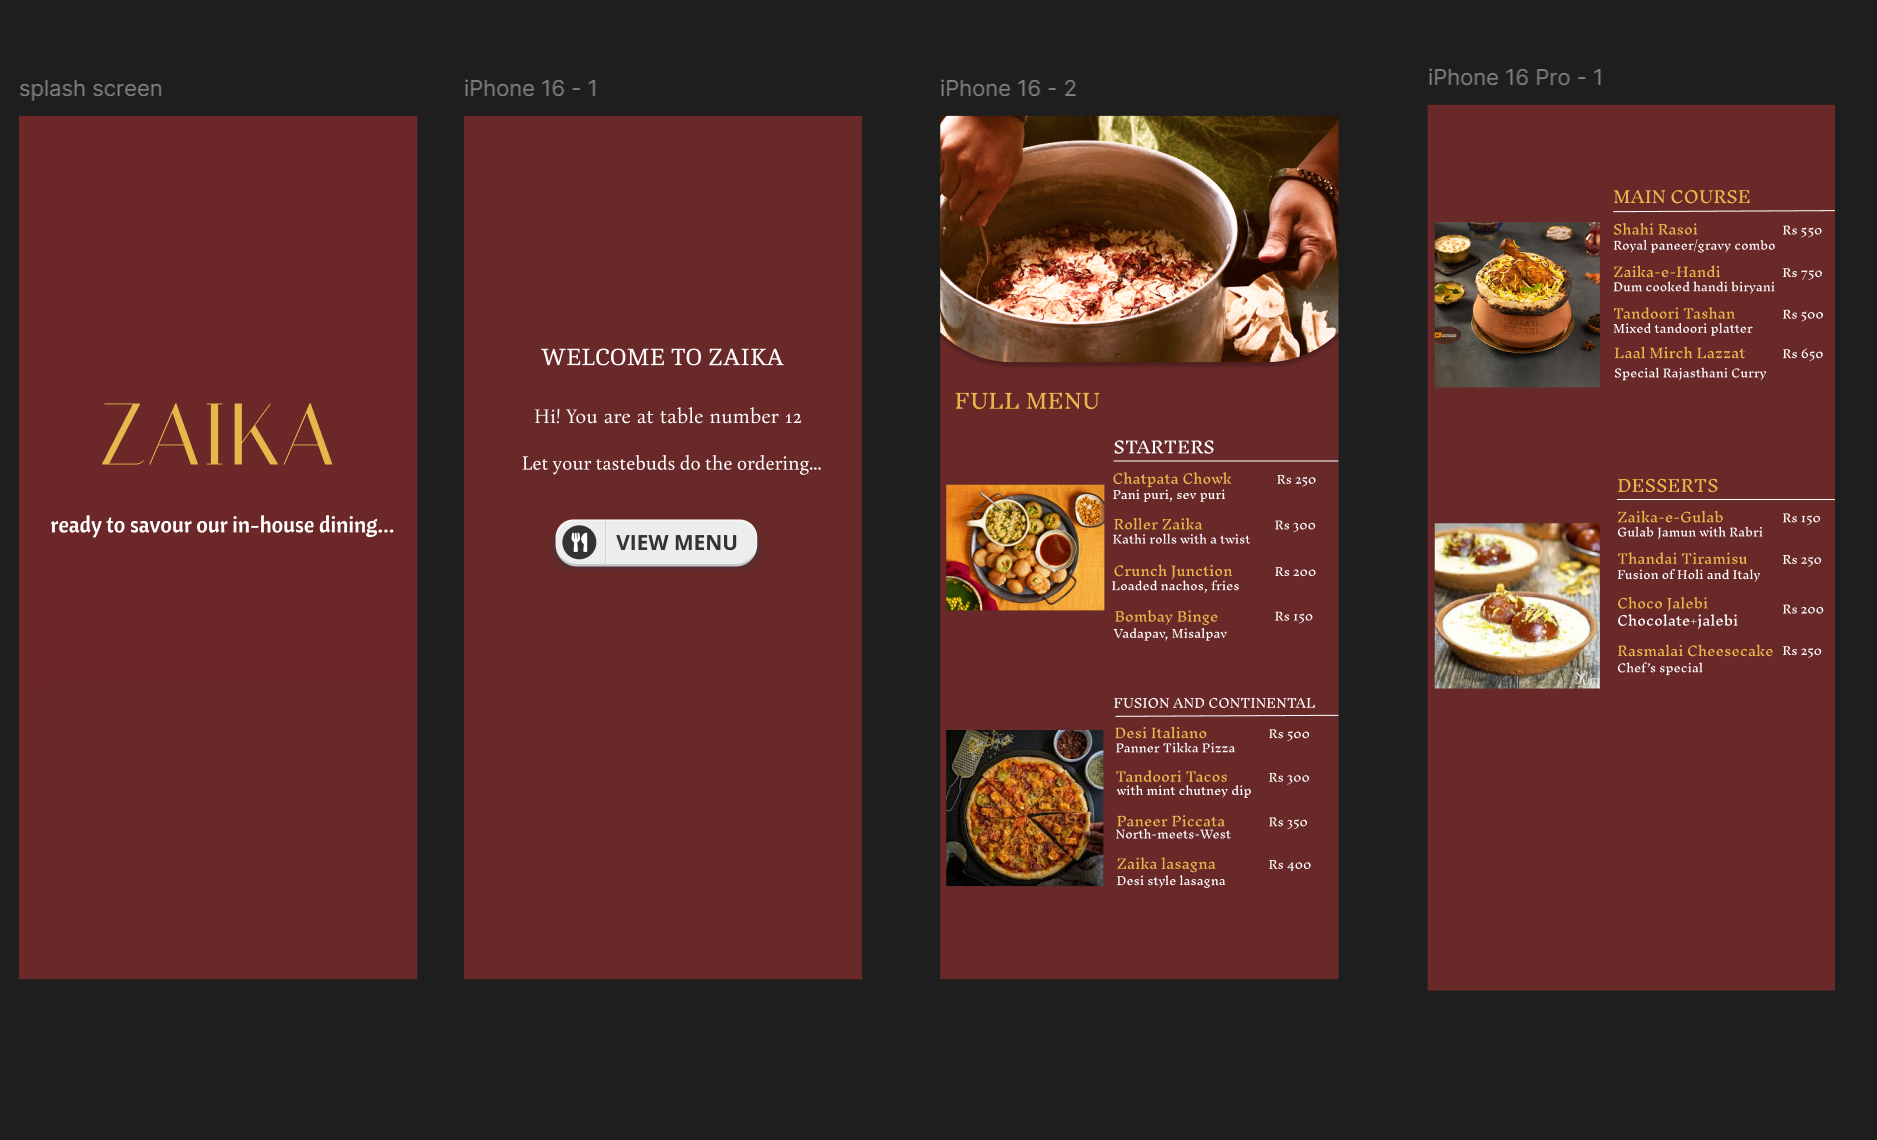 splash screen
ZAIKA
ready to savour our in-house dining...
iPhone 16 - 1
WELCOME TO ZAIKA
Hi! You are at table number 12
Let your tastebuds do the ordering...
VIEW MENU
iPhone 16 - 2
FULL MENU
STARTERS
Chatpata Chowk Rs 250
Pani puri, sev puri
Roller Zaika Rs 300
Kathi rolls with a twist
Crunch Junction Rs 200
Loaded nachos, fries
Bombay Binge Rs 150
Vadapav, Misalpav
FUSION AND CONTINENTAL
Desi Italiano Rs 500
Panner Tikka Pizza
Tandoori Tacos Rs 300
with mint chutney dip
Paneer Piccata Rs 350
North-meets-West
Zaika lasagna Rs 400
Desi style lasagna
iPhone 16 Pro - 1
MAIN COURSE
Shahi Rasoi Rs 550
Royal paneer/gravy combo
Zaika-e-Handi Rs 750
Dum cooked handi biryani
Tandoori Tashan Rs 500
Mixed tandoori platter
Laal Mirch Lazzat Rs 650
Special Rajasthani Curry
DESSERTS
Zaika-e-Gulab Rs 150
Gulab Jamun with Rabri
Thandai Tiramisu Rs 250
Fusion of Holi and Italy
Choco Jalebi Rs 200
Chocolate+jalebi
Rasmalai Cheesecake Rs 250
Chef's special